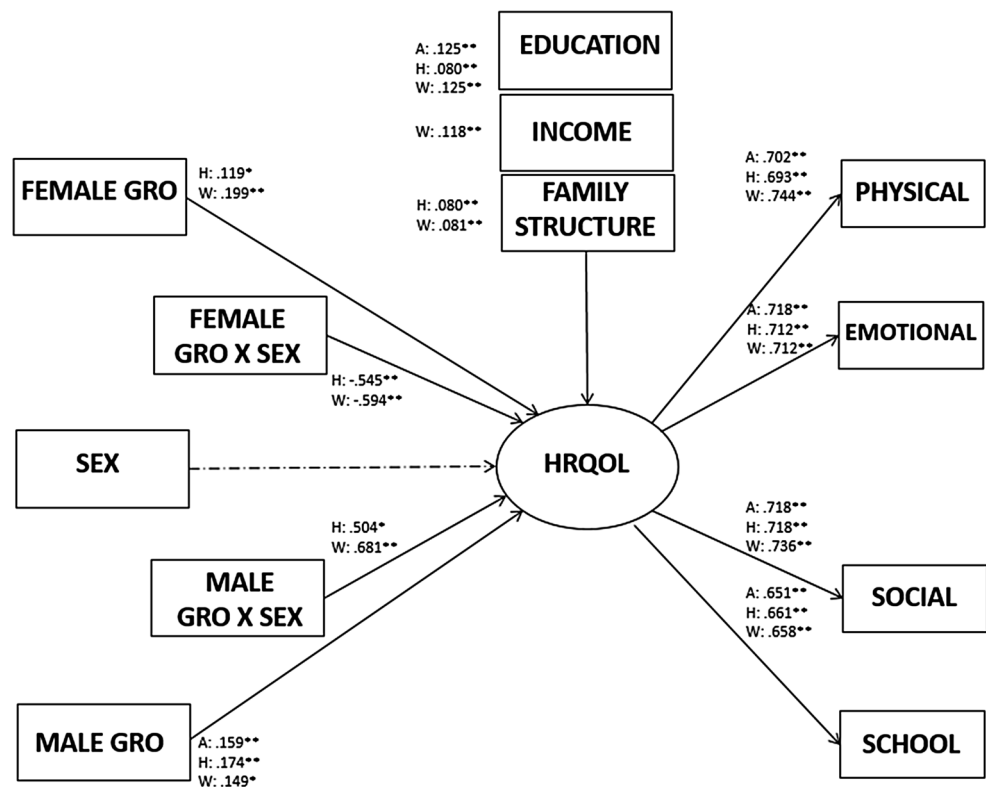 EDUCATION
A: .125**
H: .080**
W: .125**
INCOME
W: .118**
FAMILY
STRUCTURE
H: .080**
W: .081**
FEMALE GRO
H: .119*
W: .199**
FEMALE
GRO X SEX
H: -.545**
W: -.594**
SEX
HRQOL
MALE
GRO X SEX
H: .504*
W: .681**
MALE GRO
A: .159**
H: .174**
W: .149*
A: .702**
H: .693**
W: .744**
PHYSICAL
A: .718**
H: .712**
W: .712**
EMOTIONAL
A: .718**
H: .718**
W: .736**
SOCIAL
A: .651**
H: .661**
W: .658**
SCHOOL